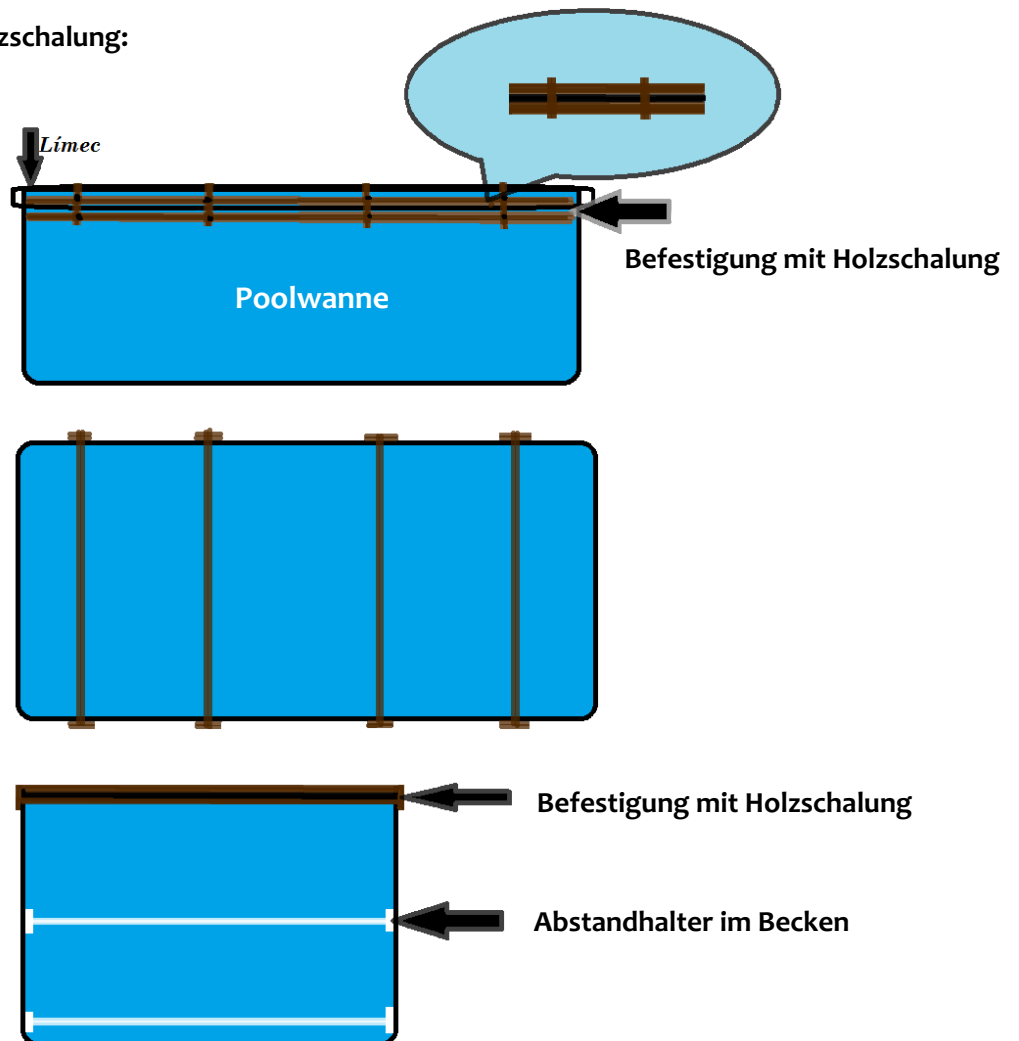 zschalung:
Límec
Befestigung mit Holzschalung
Poolwanne
Befestigung mit Holzschalung
Abstandhalter im Becken